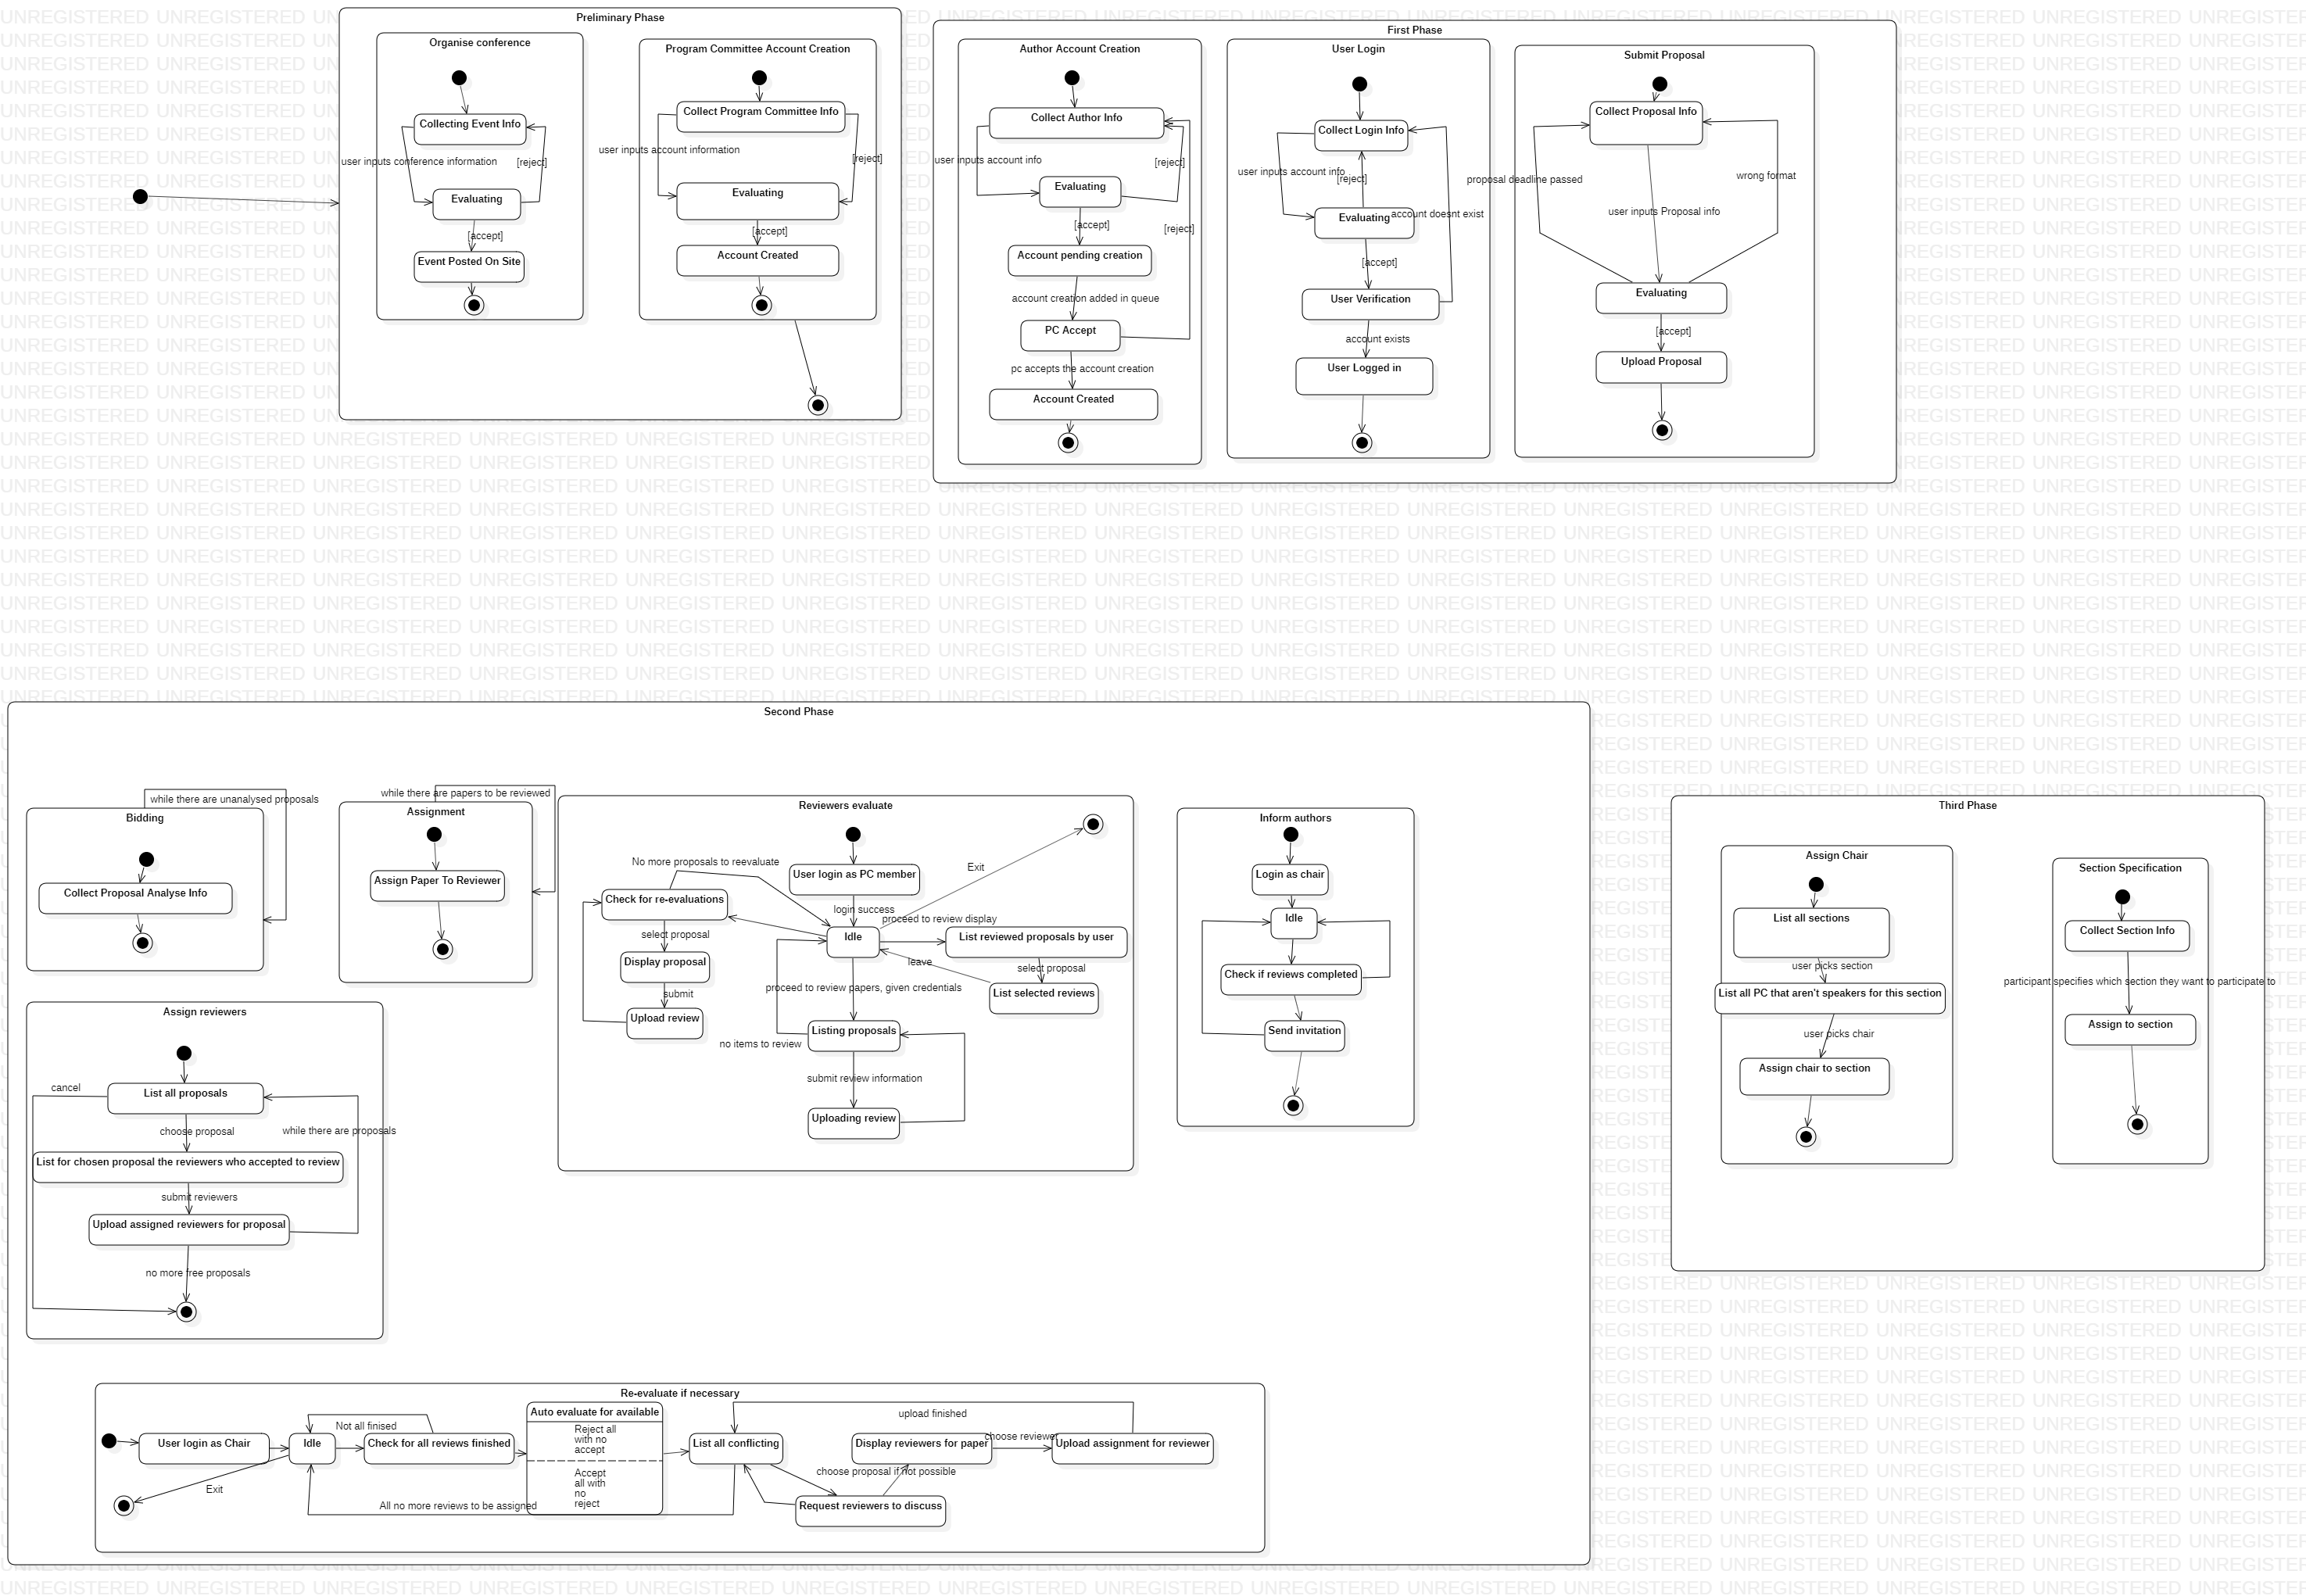 Preliminary Phase
Organise conference
Collecting Event Info
user inputs conference information
[reject]
Evaluating
[accept]
Event Posted On Site
Program Committee Account Creation
Collect Program Committee Info
user inputs account information
[reject]
Evaluating
[accept]
Account Created
First Phase
Author Account Creation
Collect Author Info
user inputs account info
[reject]
Evaluating
[accept]
[reject]
Account pending creation
account creation added in queue
PC Accept
pc accepts the account creation
Account Created
User Login
Collect Login Info
user inputs account info
[reject]
Evaluating
account doesnt exist
[accept]
User Verification
account exists
User Logged in
Submit Proposal
Collect Proposal Info
proposal deadline passed
wrong format
user inputs Proposal info
Evaluating
[accept]
Upload Proposal
Second Phase
while there are unanalysed proposals
Bidding
Collect Proposal Analyse Info
while there are papers to be reviewed
Assignment
Assign Paper To Reviewer
Reviewers evaluate
No more proposals to reevaluate
Exit
User login as PC member
Check for re-evaluations
login success
proceed to review display
select proposal
Idle
List reviewed proposals by user
Display proposal
leave
select proposal
submit
proceed to review papers, given credentials
List selected reviews
Upload review
Listing proposals
no items to review
submit review information
Uploading review
Inform authors
Login as chair
Idle
Check if reviews completed
Send invitation
Assign reviewers
cancel
List all proposals
choose proposal
while there are proposals
List for chosen proposal the reviewers who accepted to review
submit reviewers
Upload assigned reviewers for proposal
no more free proposals
Re-evaluate if necessary
User login as Chair
Idle
Not all finised
Check for all reviews finished
Exit
Auto evaluate for available
Reject all
with no
accept
Accept
all with
no
reject
All no more reviews to be assigned
List all conflicting
upload finished
Display reviewers for paper
choose reviewer
Upload assignment for reviewer
choose proposal if not possible
Request reviewers to discuss
Third Phase
Assign Chair
List all sections
user picks section
List all PC that aren't speakers for this section
user picks chair
Assign chair to section
Section Specification
Collect Section Info
participant specifies which section they want to participate to
Assign to section